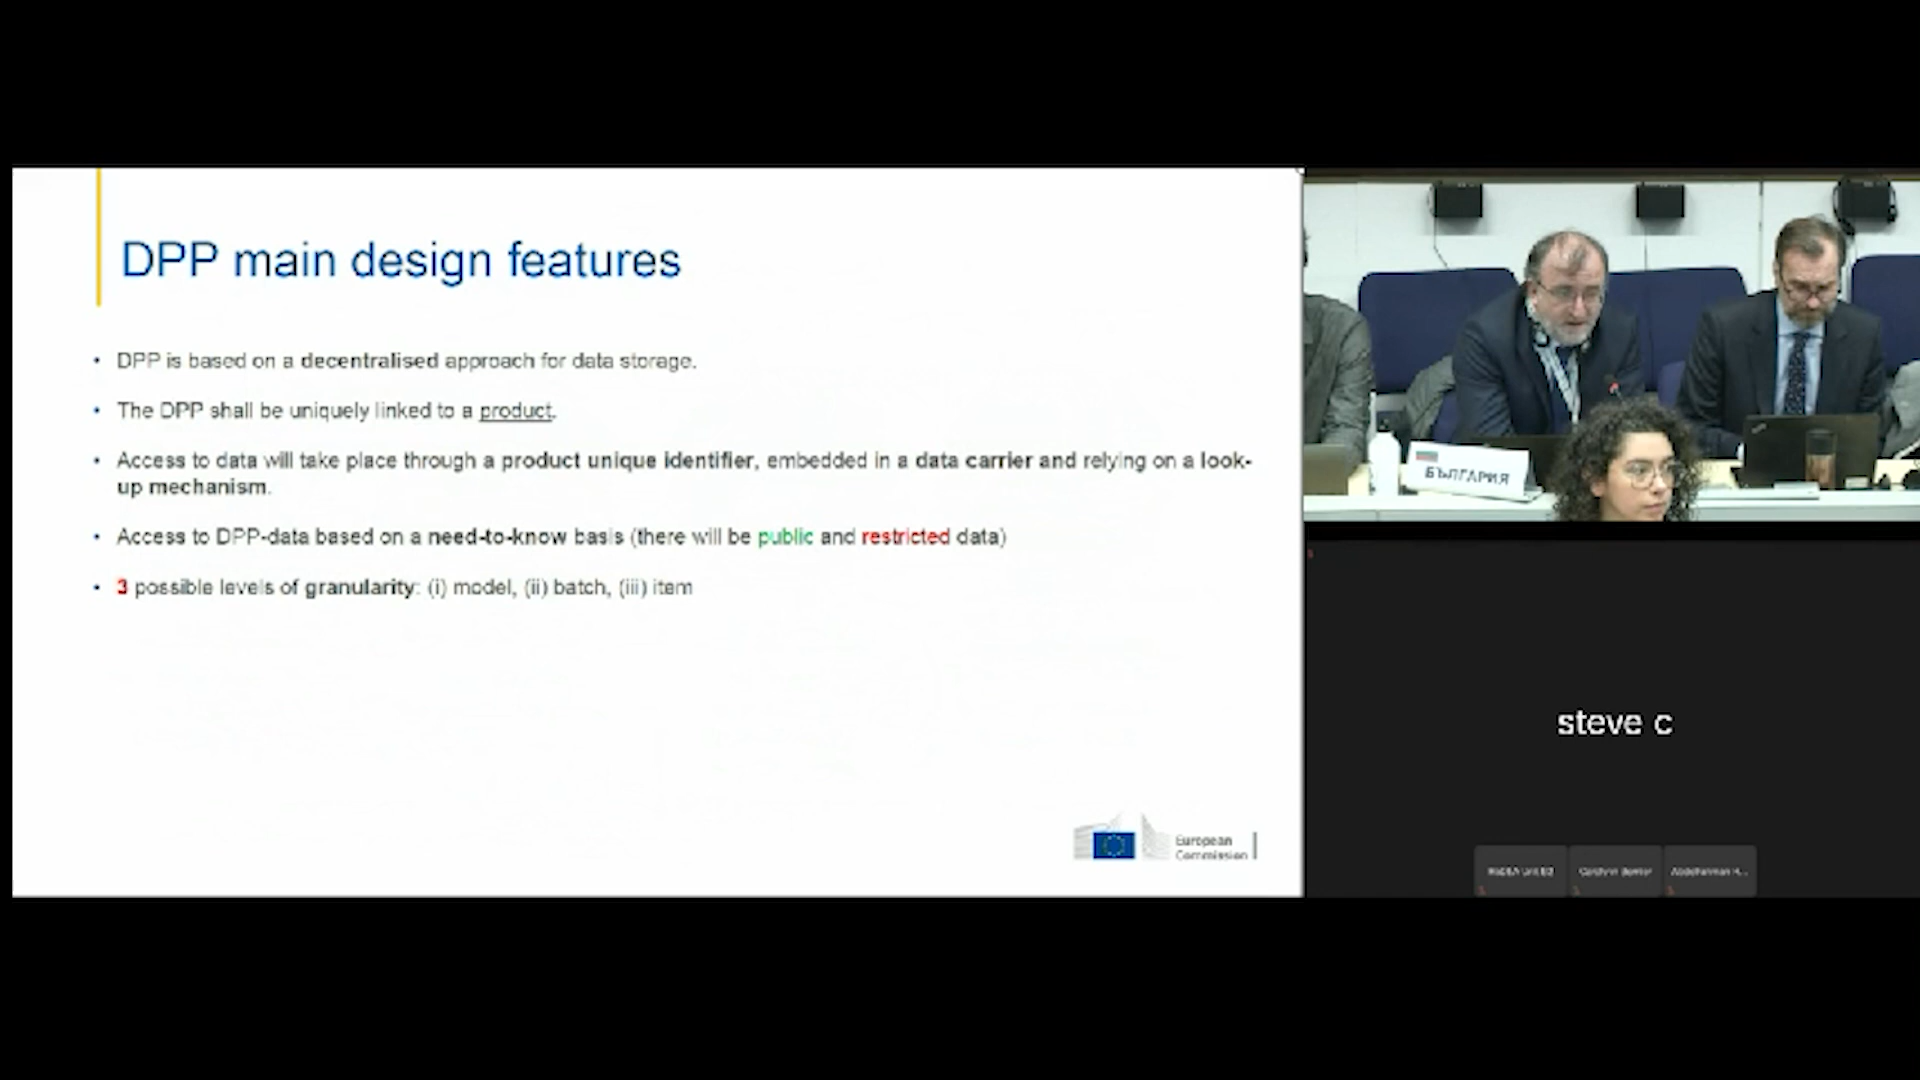 DPP main design features
• DPP is based on a decentralised approach for data storage.
• The DPP shall be uniquely linked to a product.
• Access to data will take place through a product unique identifier, embedded in a data carrier and relying on a look-
up mechanism.
• Access to DPP-data based on a need-to-know basis (there will be public and restricted data)
• 3 possible levels of granularity: (i) model, (ii) batch, (iii) item
European
Commission
БЪЛГАРИЯ
steve c